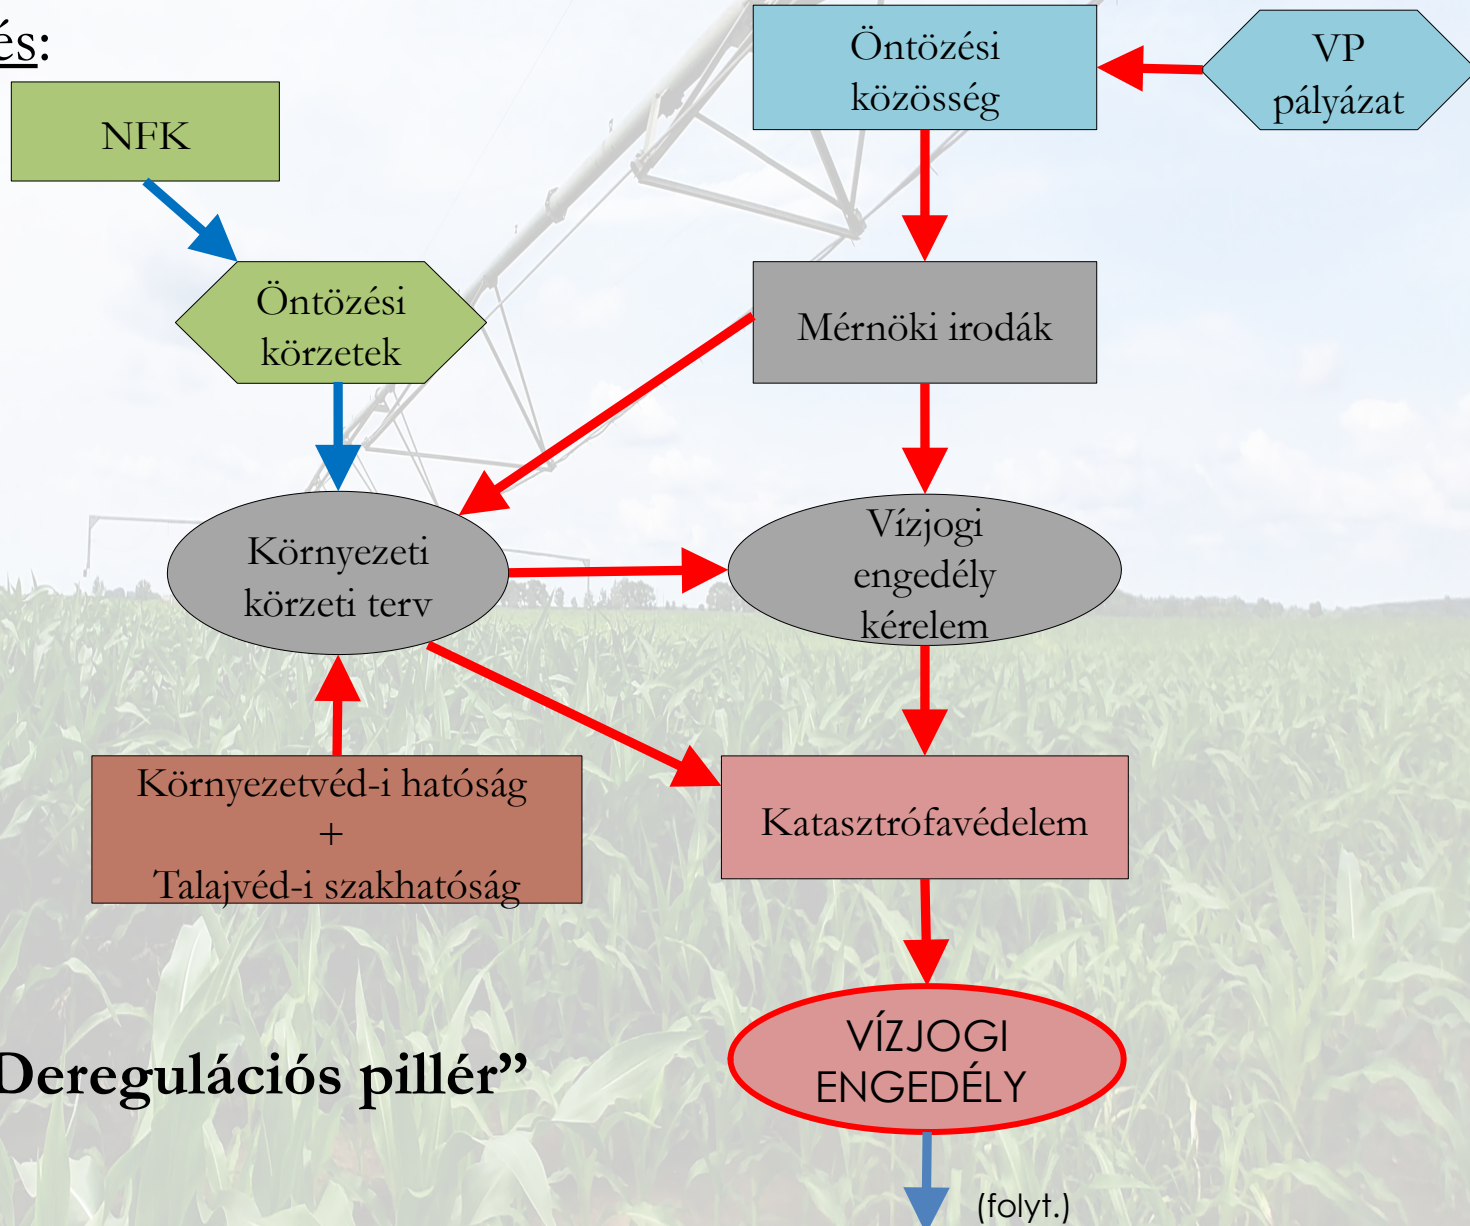 és:
Öntözési
közösség
VP
pályázat
NFK
Öntözési
körzetek
Mérnöki irodák
Környezeti
körzeti terv
Vízjogi
engedély
kérelem
Környezetvéd-i hatóság
+
Talajvéd-i szakhatóság
Katasztrófavédelem
Deregulációs pillér”
VÍZJOGI
ENGEDÉLY
(folyt.)